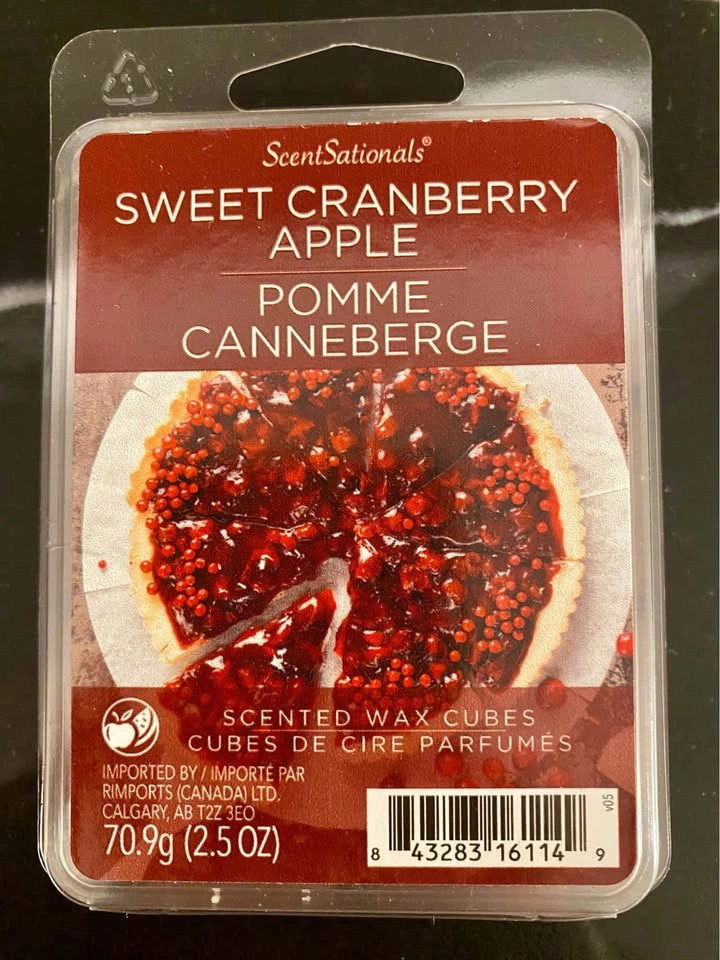 ScentSationals®
SWEET CRANBERRY
APPLE
POMME
CANNEBERGE
SCENTED WAX CUBES
CUBES DE CIRE PARFUMÉS
IMPORTED BY / IMPORTÉ PAR
RIMPORTS (CANADA) LTD.
CALGARY, AB T2Z 3E0
70.9g (2.5 OZ)
v05
8 43283 16114 9